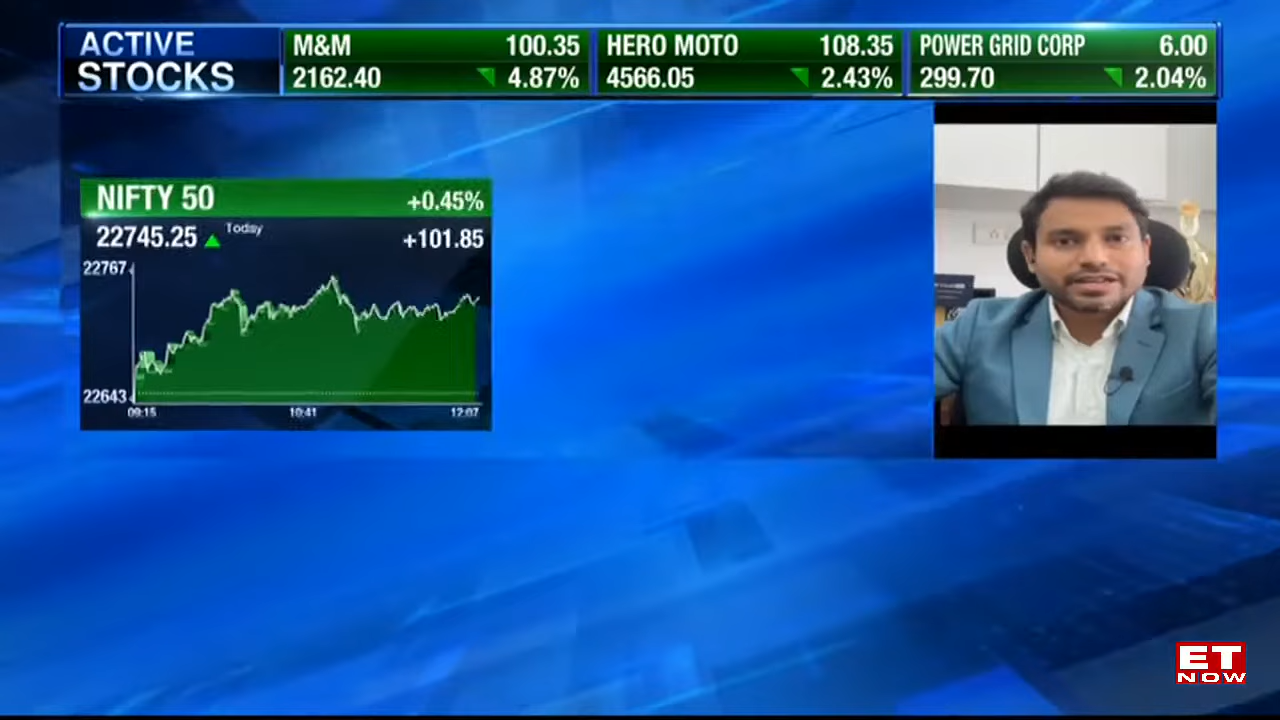 ACTIVE
STOCKS
M&M 100.35
2162.40 4.87%
HERO MOTO 108.35
4566.05 2.43%
POWER GRID CORP 6.00
299.70 2.04%
NIFTY 50 +0.45%
22745.25 Today +101.85
22767
22643
09:15 10:41 12:07
ET
NOW